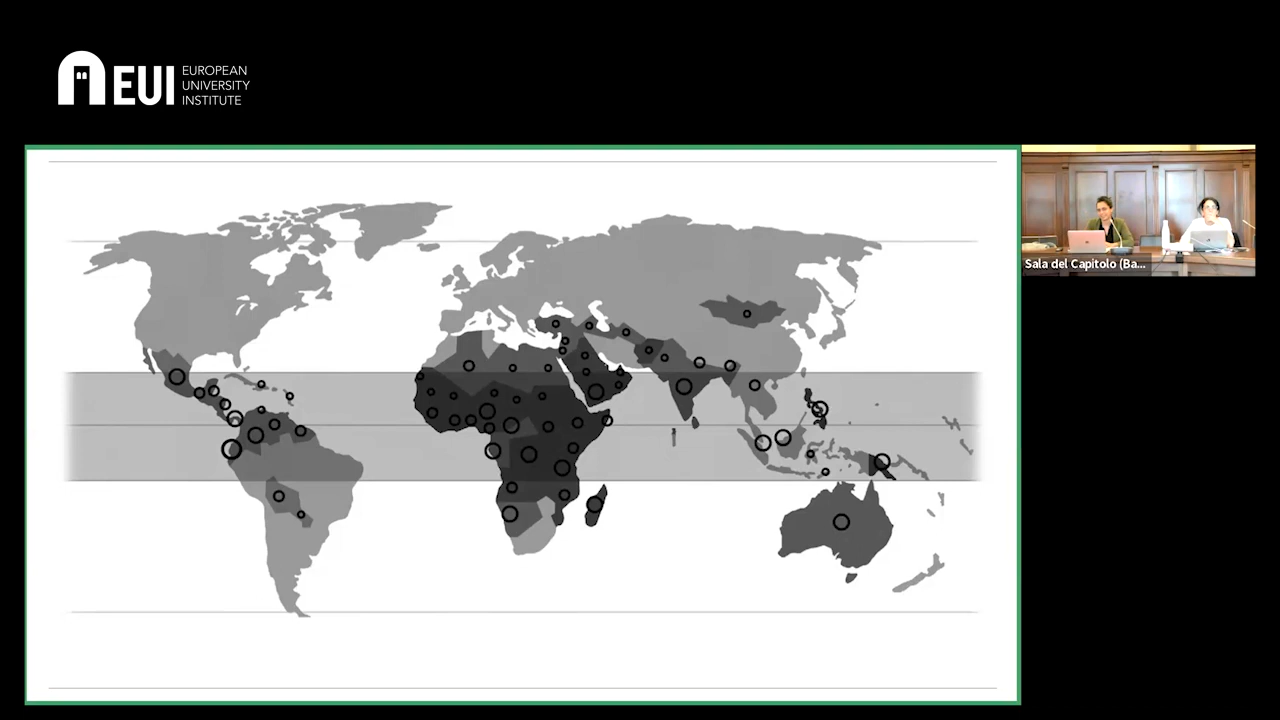 EUI
EUROPEAN
UNIVERSITY
INSTITUTE
Sala del Capitolo (Ba...